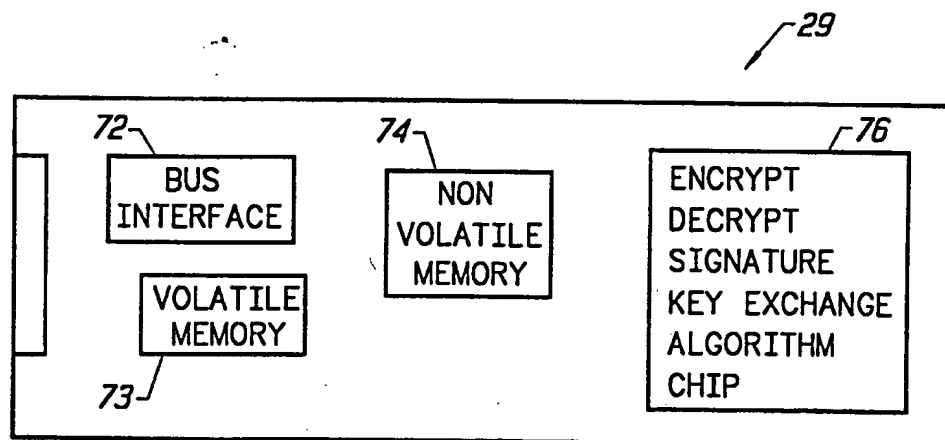 29
72
BUS
INTERFACE
74
NON
VOLATILE
MEMORY
76
ENCRYPT
DECRYPT
SIGNATURE
KEY EXCHANGE
ALGORITHM
CHIP
VOLATILE
MEMORY
73